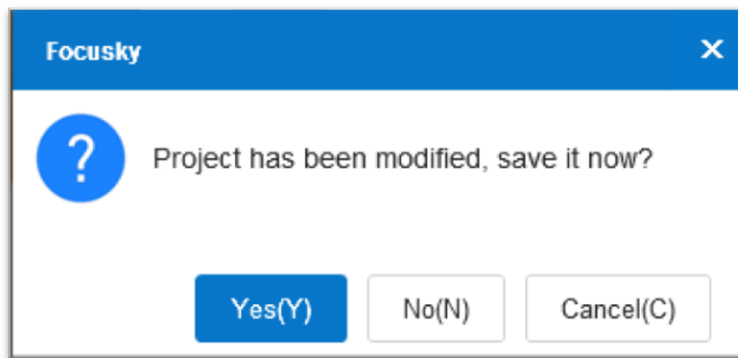 Focusky
Project has been modified, save it now?
Yes(Y) No(N) Cancel(C)